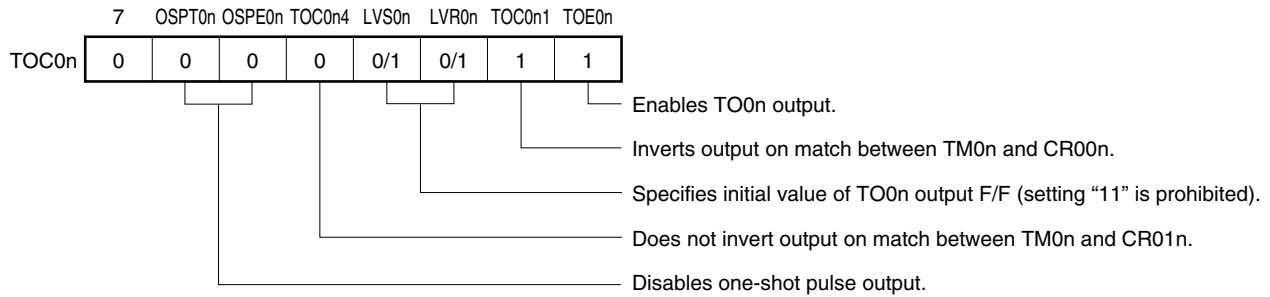 7 OSPT0n OSPE0n TOC0n4 LVS0n LVR0n TOC0n1 TOE0n
TOC0n 0 0 0 0 0/1 0/1 1 1
Enables TO0n output.
Inverts output on match between TM0n and CR00n.
Specifies initial value of TO0n output F/F (setting “11” is prohibited).
Does not invert output on match between TM0n and CR01n.
Disables one-shot pulse output.